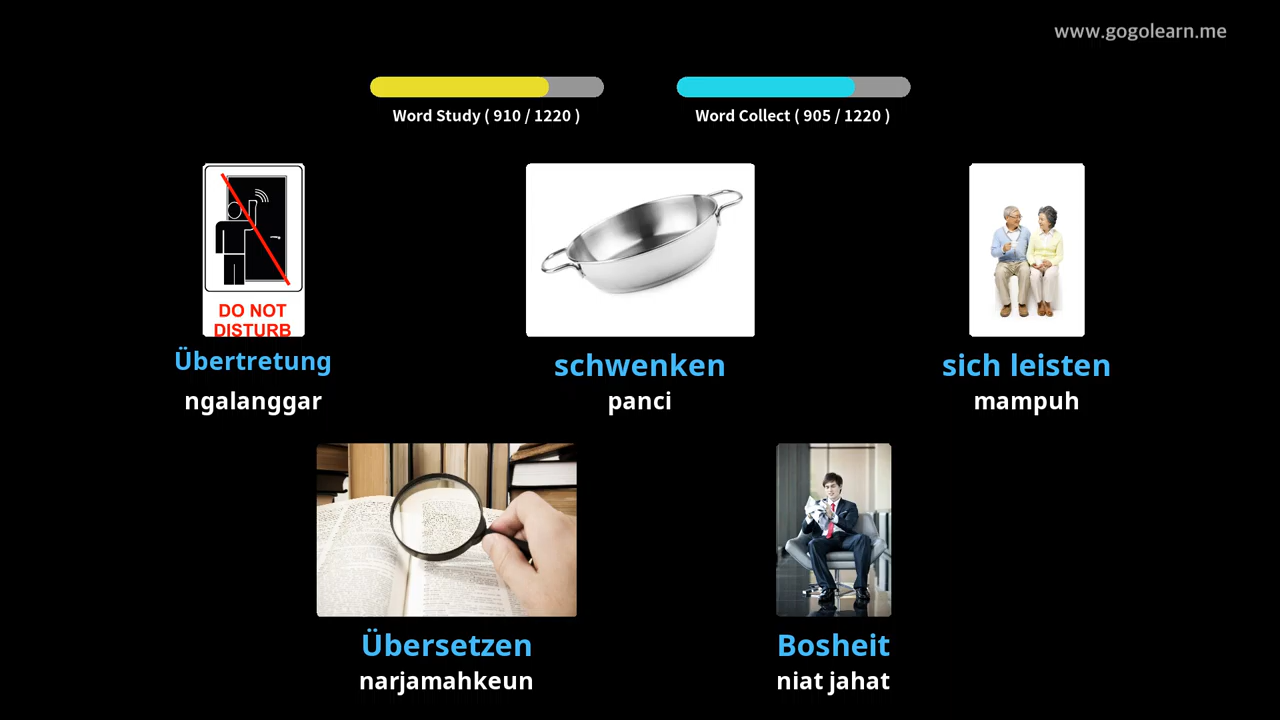 www.gogolearn.me
Word Study ( 910 / 1220 )
Word Collect ( 905 / 1220 )
DO NOT
DISTURB
Übertretung
schwenken
sich leisten
ngalanggar
panci
mampuh
Übersetzen
Bosheit
narjamahkeun
niat jahat